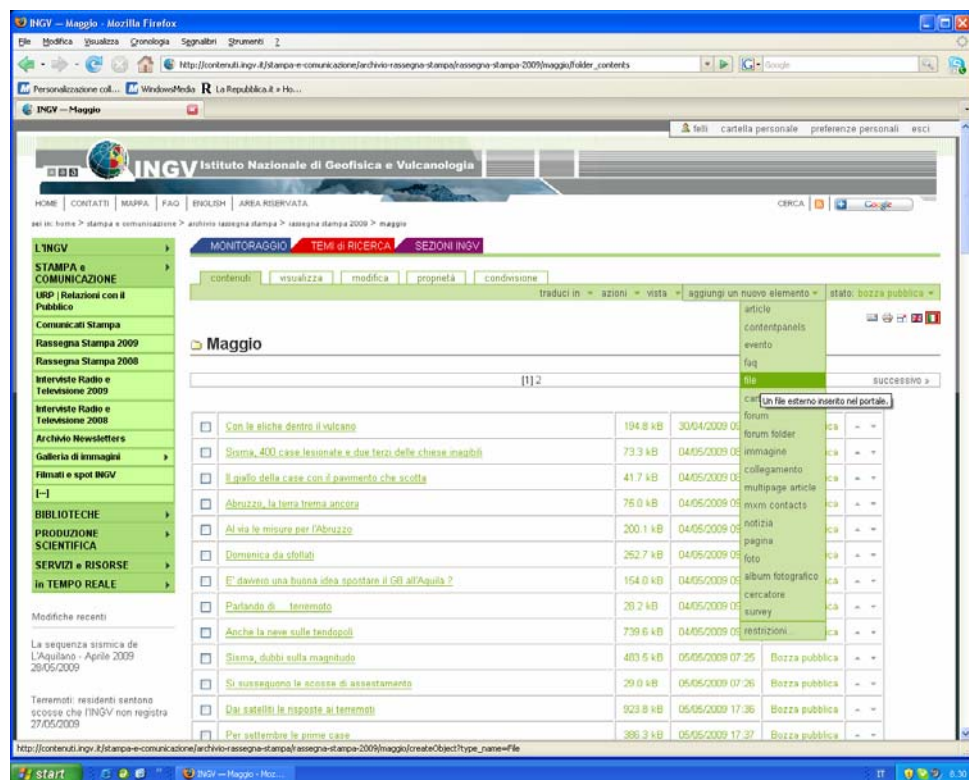 INGV — Maggio - Mozilla Firefox
File Modifica Visualizza Cronologia Segnalibri Strumenti ?
http://contenuti.ingv.it/stampa-e-comunicazione/archivio-rassegna-stampa/rassegna-stampa-2009/maggio/folder_contents
Google
Personalizzazione coll... WindowsMedia La Repubblica.it » Ho...
INGV — Maggio
felli cartella personale preferenze personali esci
INGV Istituto Nazionale di Geofisica e Vulcanologia
HOME CONTATTI MAPPA FAQ ENGLISH AREA RISERVATA
CERCA Google
sei in: home > stampa e comunicazione > archivio rassegna stampa > rassegna stampa 2009 > maggio
L'INGV
MONITORAGGIO TEMI di RICERCA SEZIONI INGV
STAMPA e COMUNICAZIONE
contenuti visualizza modifica proprietà condivisione
traduci in azioni vista aggiungi un nuovo elemento stato: bozza pubblica
URP | Relazioni con il Pubblico
Comunicati Stampa
Rassegna Stampa 2009
Rassegna Stampa 2008
Interviste Radio e Televisione 2009
Interviste Radio e Televisione 2008
Archivio Newsletters
Galleria di immagini
Filmati e spot INGV
[--]
BIBLIOTECHE
PRODUZIONE SCIENTIFICA
SERVIZI e RISORSE
in TEMPO REALE
Modifiche recenti
La sequenza sismica de L'Aquilano - Aprile 2009
28/05/2009
Terremoti: residenti sentono scosse che l'INGV non registra
27/05/2009
Maggio
[1] 2 successivo »
article
contentpanels
evento
faq
file
Un file esterno inserito nel portale.
forum
forum folder
immagine
collegamento
multipage article
mxm contacts
notizia
pagina
foto
album fotografico
cercatore
survey
restrizioni...
Con le eliche dentro il vulcano 194.8 kB 30/04/2009
Sisma, 400 case lesionate e due terzi delle chiese inagibili 73.3 kB 04/05/2009
Il giallo della case con il pavimento che scotta 41.7 kB 04/05/2009
Abruzzo, la terra trema ancora 75.0 kB 04/05/2009
Al via le misure per l'Abruzzo 200.1 kB 04/05/2009
Domenica da sfollati 262.7 kB 04/05/2009
E' davvero una buona idea spostare il G8 all'Aquila ? 154.0 kB 04/05/2009
Parlando di... terremoto 28.2 kB 04/05/2009
Anche la neve sulle tendopoli 739.6 kB 04/05/2009
Sisma, dubbi sulla magnitudo 483.5 kB 05/05/2009 07:25 Bozza pubblica
Si susseguono le scosse di assestamento 29.0 kB 05/05/2009 07:26 Bozza pubblica
Dai satelliti le risposte ai terremoti 923.8 kB 05/05/2009 17:36 Bozza pubblica
Per settembre le prime case 386.3 kB 05/05/2009 17:37 Bozza pubblica
http://contenuti.ingv.it/stampa-e-comunicazione/archivio-rassegna-stampa/rassegna-stampa-2009/maggio/createObject?type_name=File
start INGV — Maggio - Moz... IT 8.30